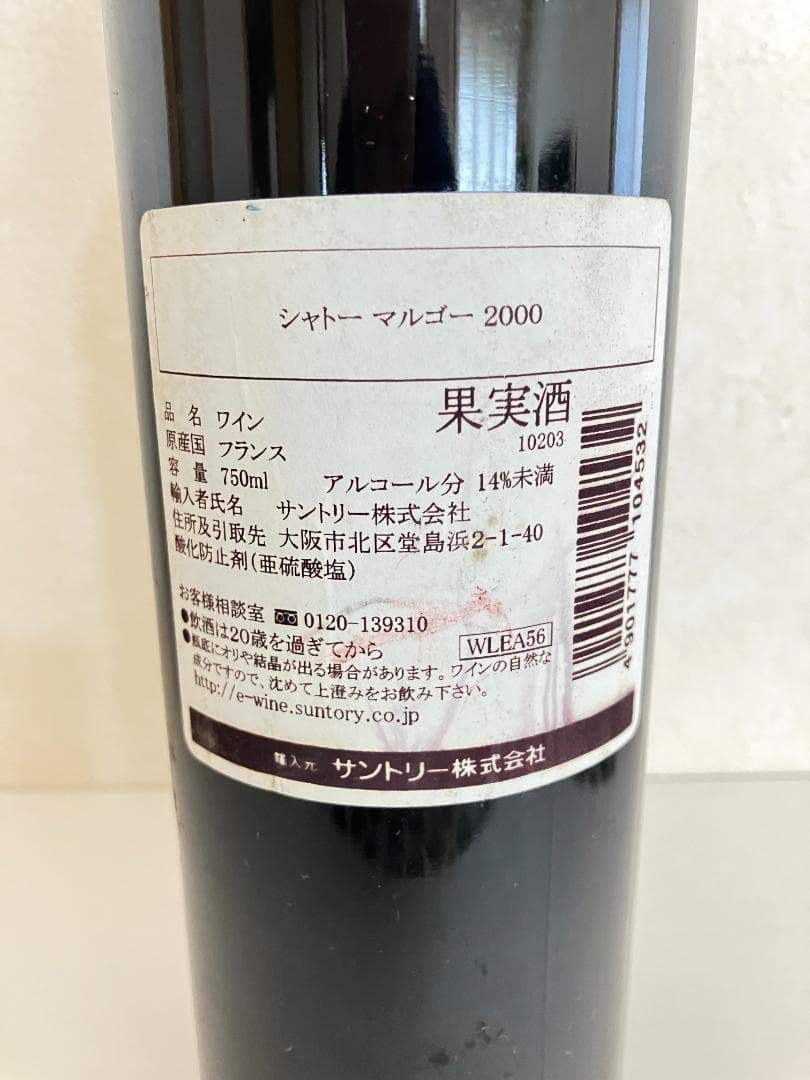 シャトー マルゴー 2000
果実酒
10203
品 名 ワイン
原産国 フランス
容 量 750ml アルコール分 14%未満
輸入者氏名 サントリー株式会社
住所及引取先 大阪市北区堂島浜2-1-40
酸化防止剤(亜硫酸塩)
お客様相談室 0120-139310
●飲酒は20歳を過ぎてから
WLEA56
●瓶底にオリや結晶が出る場合があります。ワインの自然な
成分ですので、沈めて上澄みをお飲み下さい。
http://e-wine.suntory.co.jp
輸入元 サントリー株式会社
4 901777 104532